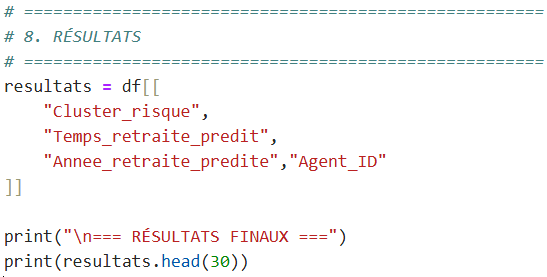 # ====================================================
# 8. RÉSULTATS
# ====================================================
resultats = df[[
    "Cluster_risque",
    "Temps_retraite_predit",
    "Annee_retraite_predite","Agent_ID"
]]
print("\n=== RÉSULTATS FINAUX ===")
print(resultats.head(30))